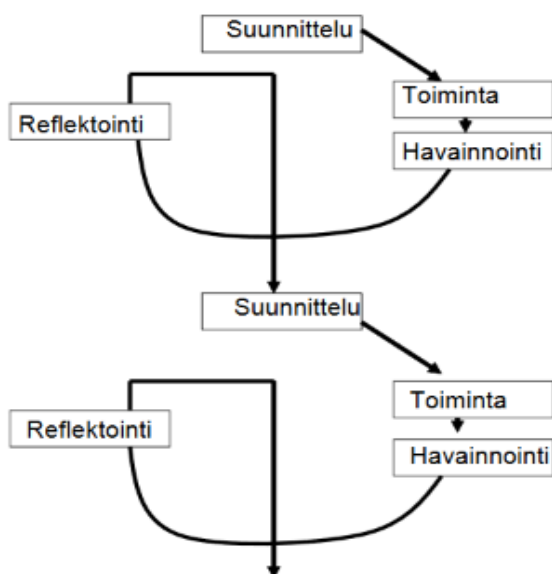 Suunnittelu
Toiminta
Havainnointi
Reflektointi
Suunnittelu
Toiminta
Havainnointi
Reflektointi